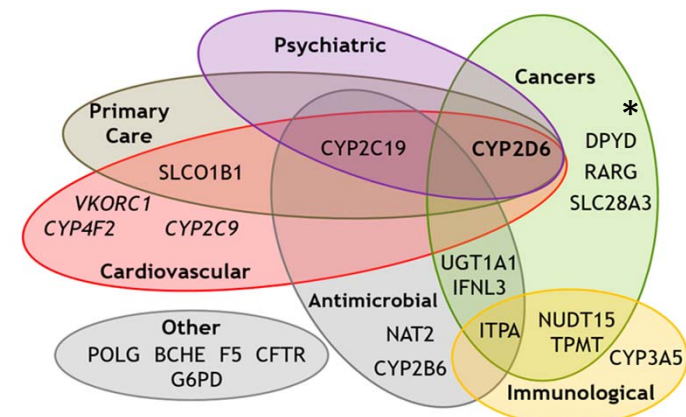 Psychiatric
Cancers
*
Primary
Care
DPYD
CYP2C19
CYP2D6
RARG
SLCO1B1
SLC28A3
VKORC1
CYP4F2 CYP2C9
Cardiovascular
UGT1A1
IFNL3
Antimicrobial
NAT2
ITPA
NUDT15
TPMT
CYP2B6
CYP3A5
Immunological
Other
POLG BCHE F5 CFTR
G6PD